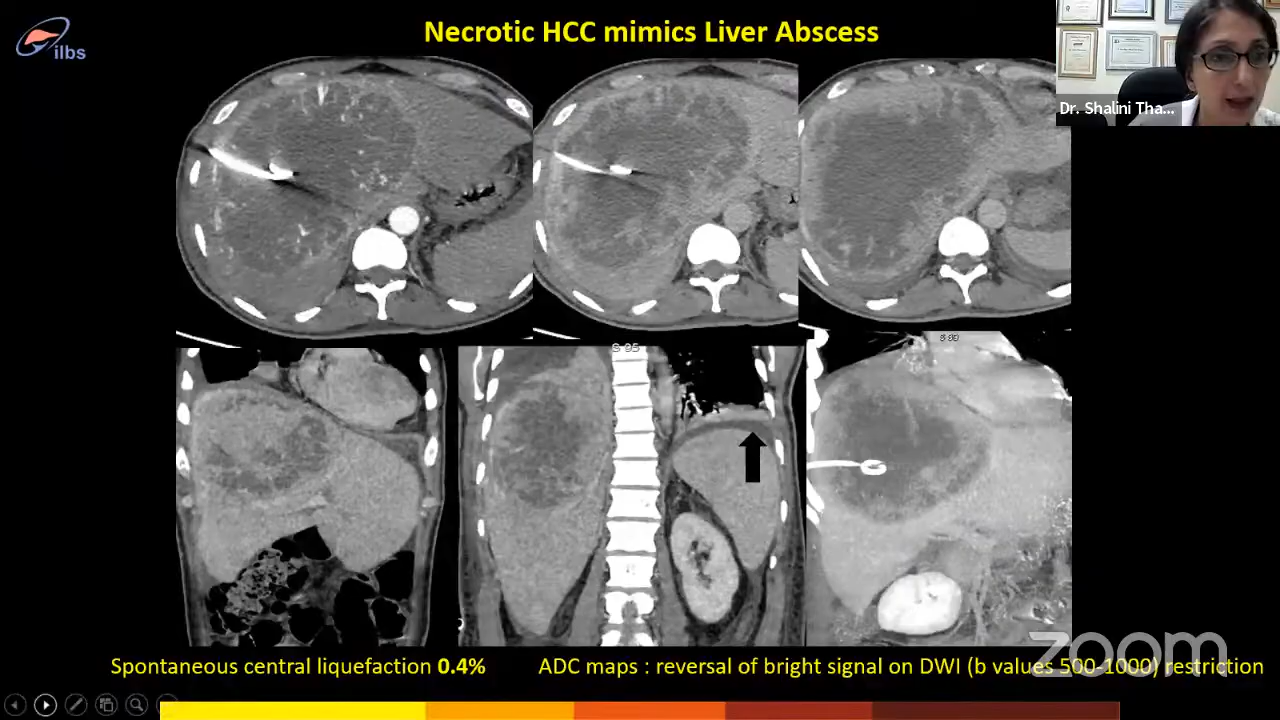 Necrotic HCC mimics Liver Abscess
ilbs
Dr. Shalini Tha...
Spontaneous central liquefaction 0.4%
ADC maps : reversal of bright signal on DWI (b values 500-1000) restriction
zoom